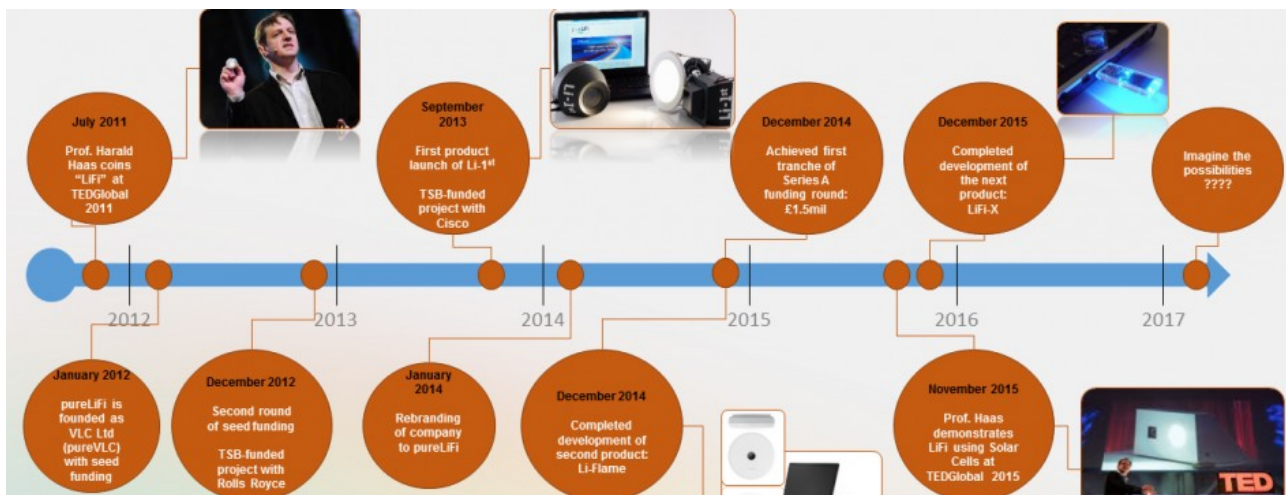 July 2011
Prof. Harald
Haas coins
“LiFi” at
TEDGlobal
2011
September
2013
First product
launch of Li-1st
TSB-funded
project with
Cisco
Li-1st
December 2014
Achieved first
tranche of
Series A
funding round:
£1.5mil
December 2015
Completed
development of
the next
product:
LiFi-X
Imagine the
possibilities
????
2012
2013
2014
2015
2016
2017
January 2012
pureLiFi is
founded as
VLC Ltd
(pureVLC)
with seed
funding
December 2012
Second round
of seed funding
TSB-funded
project with
Rolls Royce
January
2014
Rebranding
of company
to pureLiFi
December 2014
Completed
development of
second product:
Li-Flame
November 2015
Prof. Haas
demonstrates
LiFi using Solar
Cells at
TEDGlobal 2015
TED